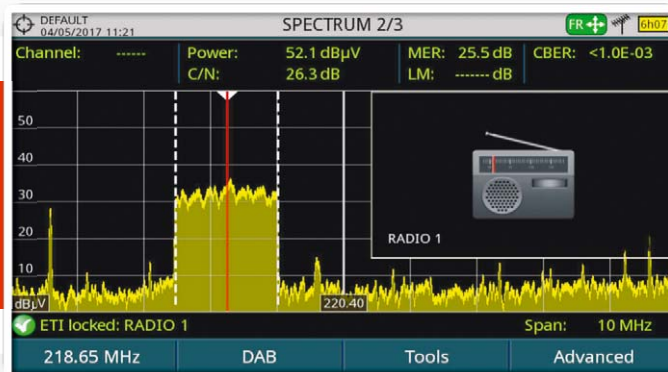 DEFAULT
04/05/2017 11:21
SPECTRUM 2/3
FR
6h07
Channel: ------
Power: 52.1 dBµV
MER: 25.5 dB
CBER: <1.0E-03
C/N: 26.3 dB
LM: ------- dB
50
40
30
20
10
dBµV
RADIO 1
220.40
ETI locked: RADIO 1
Span: 10 MHz
218.65 MHz
DAB
Tools
Advanced